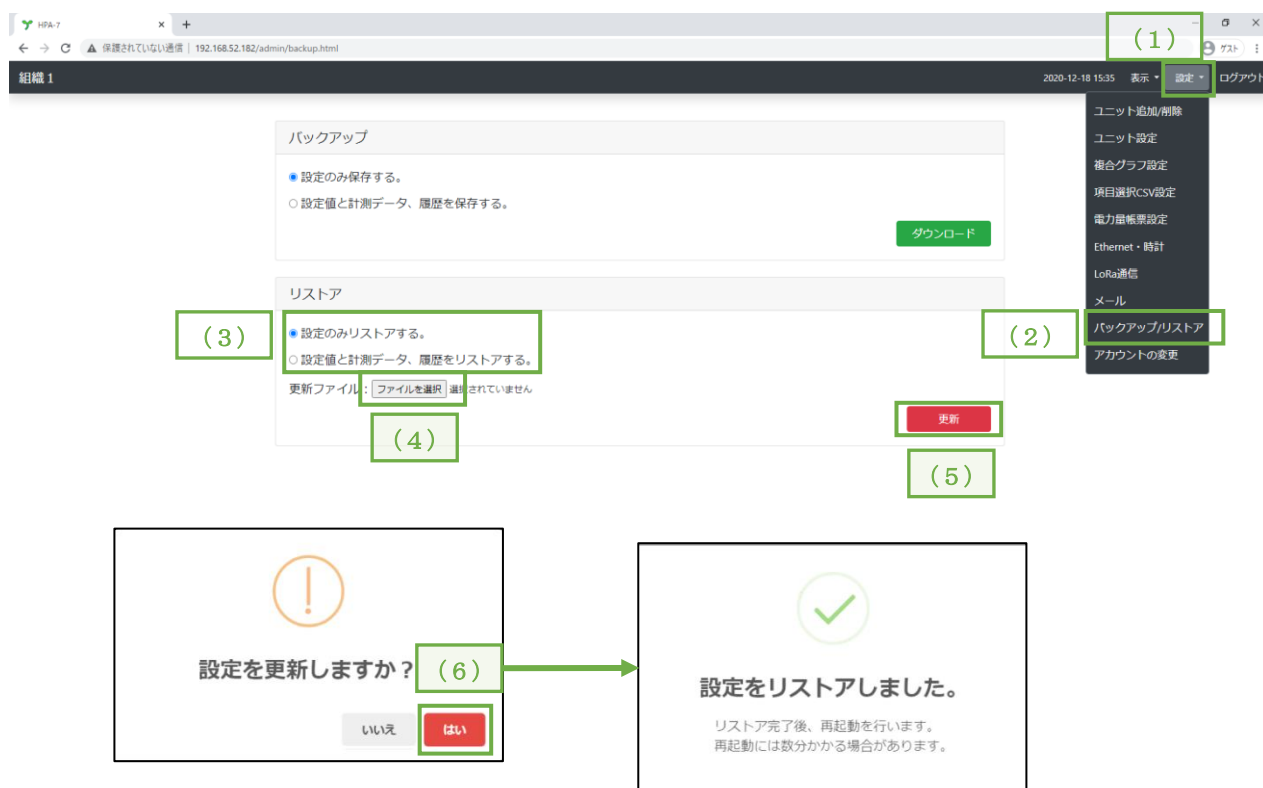 HPA-7
保護されていない通信 | 192.168.52.182/admin/backup.html
ゲスト
(1)
組織 1
2020-12-18 15:35 表示 設定 ログアウト
ユニット追加/削除
ユニット設定
複合グラフ設定
項目選択CSV設定
電力量帳票設定
Ethernet・時計
LoRa通信
メール
バックアップ/リストア
アカウントの変更
(2)
バックアップ
設定のみ保存する。
設定値と計測データ、履歴を保存する。
ダウンロード
リストア
(3)
設定のみリストアする。
設定値と計測データ、履歴をリストアする。
更新ファイル : ファイルを選択 選択されていません
(4)
更新
(5)
設定を更新しますか?
(6)
いいえ はい
設定をリストアしました。
リストア完了後、再起動を行います。
再起動には数分かかる場合があります。